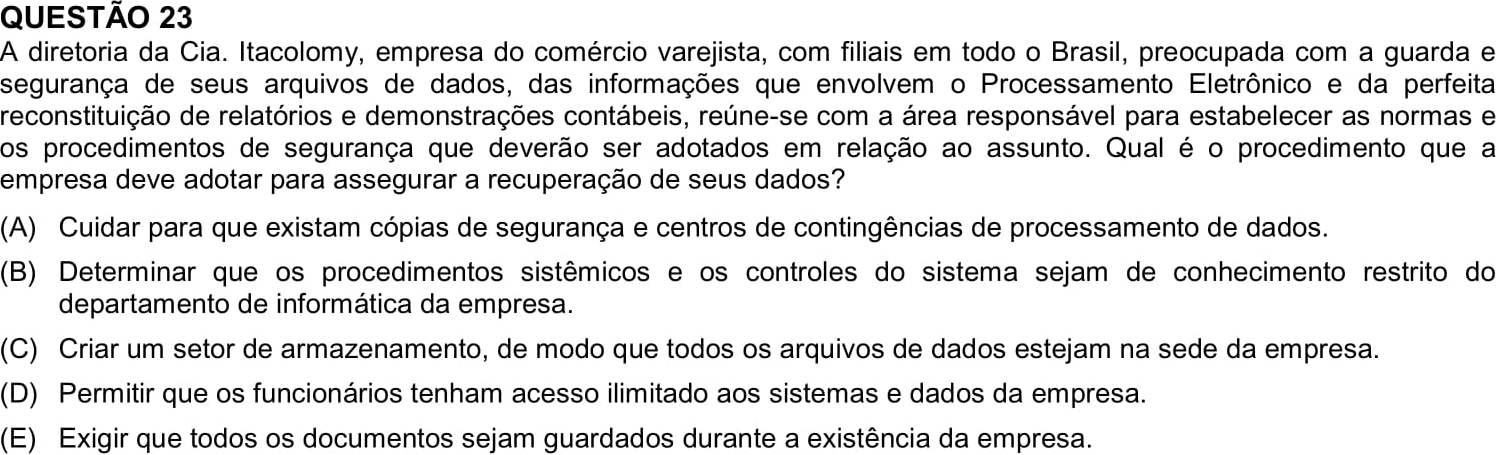 QUESTÃO 23
A diretoria da Cia. Itacolomy, empresa do comércio varejista, com filiais em todo o Brasil, preocupada com a guarda e
segurança de seus arquivos de dados, das informações que envolvem o Processamento Eletrônico e da perfeita
reconstituição de relatórios e demonstrações contábeis, reúne-se com a área responsável para estabelecer as normas e
os procedimentos de segurança que deverão ser adotados em relação ao assunto. Qual é o procedimento que a
empresa deve adotar para assegurar a recuperação de seus dados?
(A) Cuidar para que existam cópias de segurança e centros de contingências de processamento de dados.
(B) Determinar que os procedimentos sistêmicos e os controles do sistema sejam de conhecimento restrito do
departamento de informática da empresa.
(C) Criar um setor de armazenamento, de modo que todos os arquivos de dados estejam na sede da empresa.
(D) Permitir que os funcionários tenham acesso ilimitado aos sistemas e dados da empresa.
(E) Exigir que todos os documentos sejam guardados durante a existência da empresa.